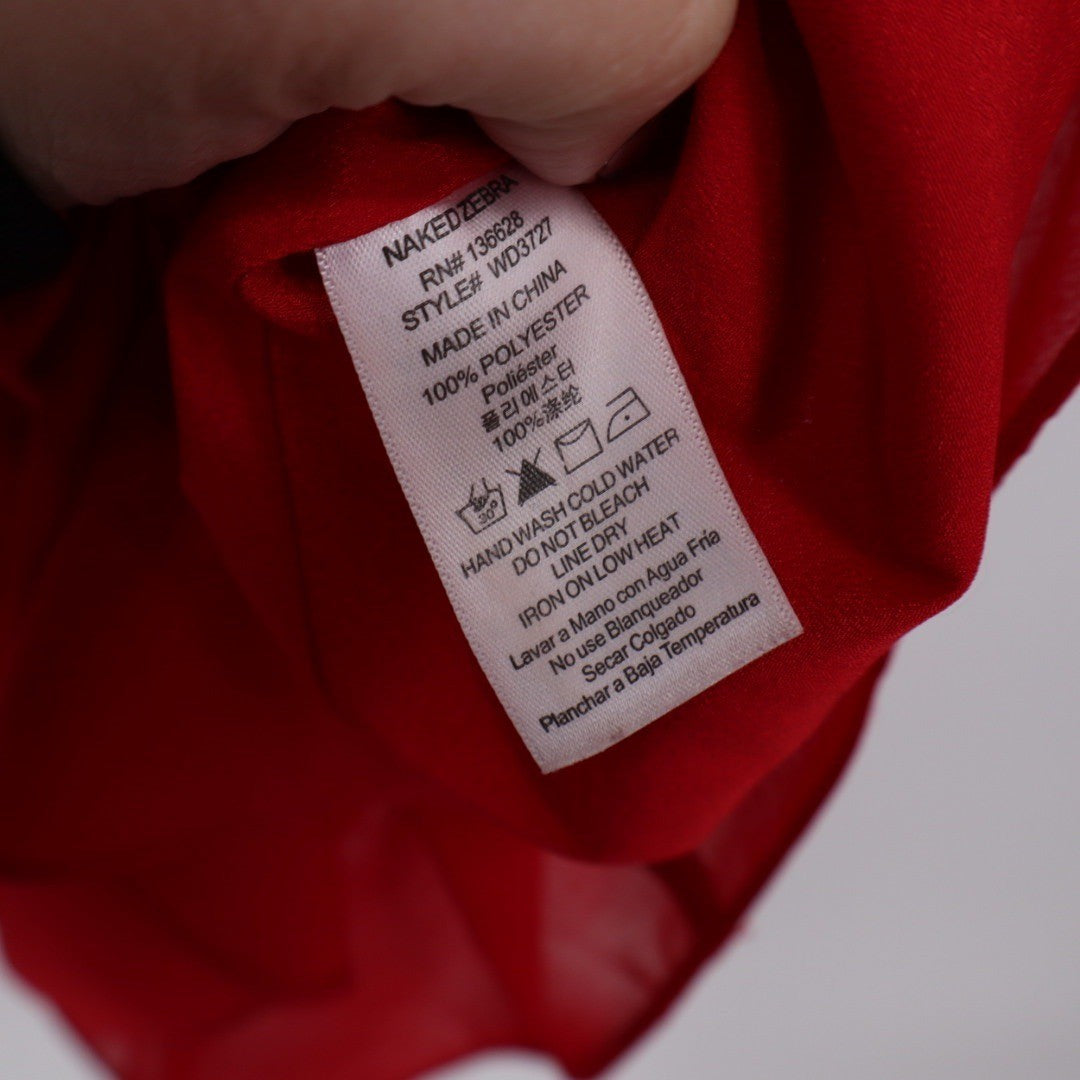 NAKED ZEBRA
RN# 136628
STYLE# WD3727
MADE IN CHINA
100% POLYESTER
Poliéster
폴리에스터
100%涤纶
30°
HAND WASH COLD WATER
DO NOT BLEACH
LINE DRY
IRON ON LOW HEAT
Lavar a Mano con Agua Fría
No use Blanqueador
Secar Colgado
Planchar a Baja Temperatura